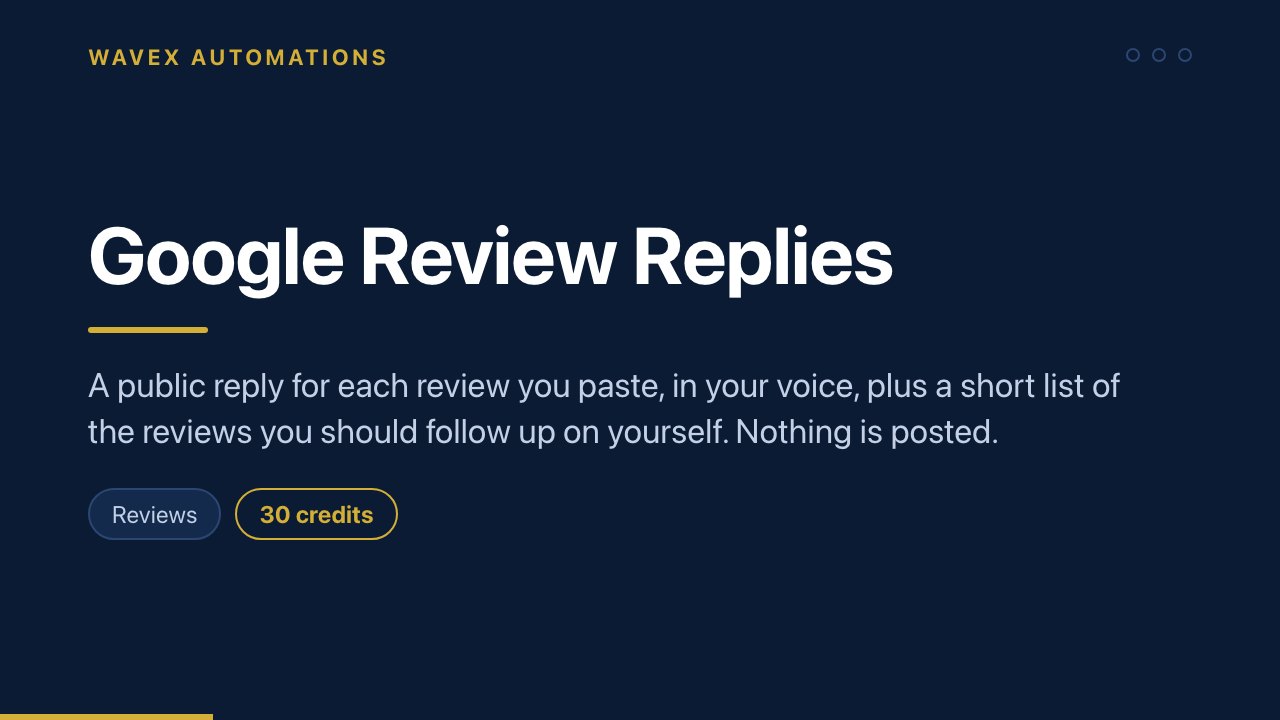 WAVEX AUTOMATIONS
Google Review Replies
A public reply for each review you paste, in your voice, plus a short list of
the reviews you should follow up on yourself. Nothing is posted.
Reviews
30 credits